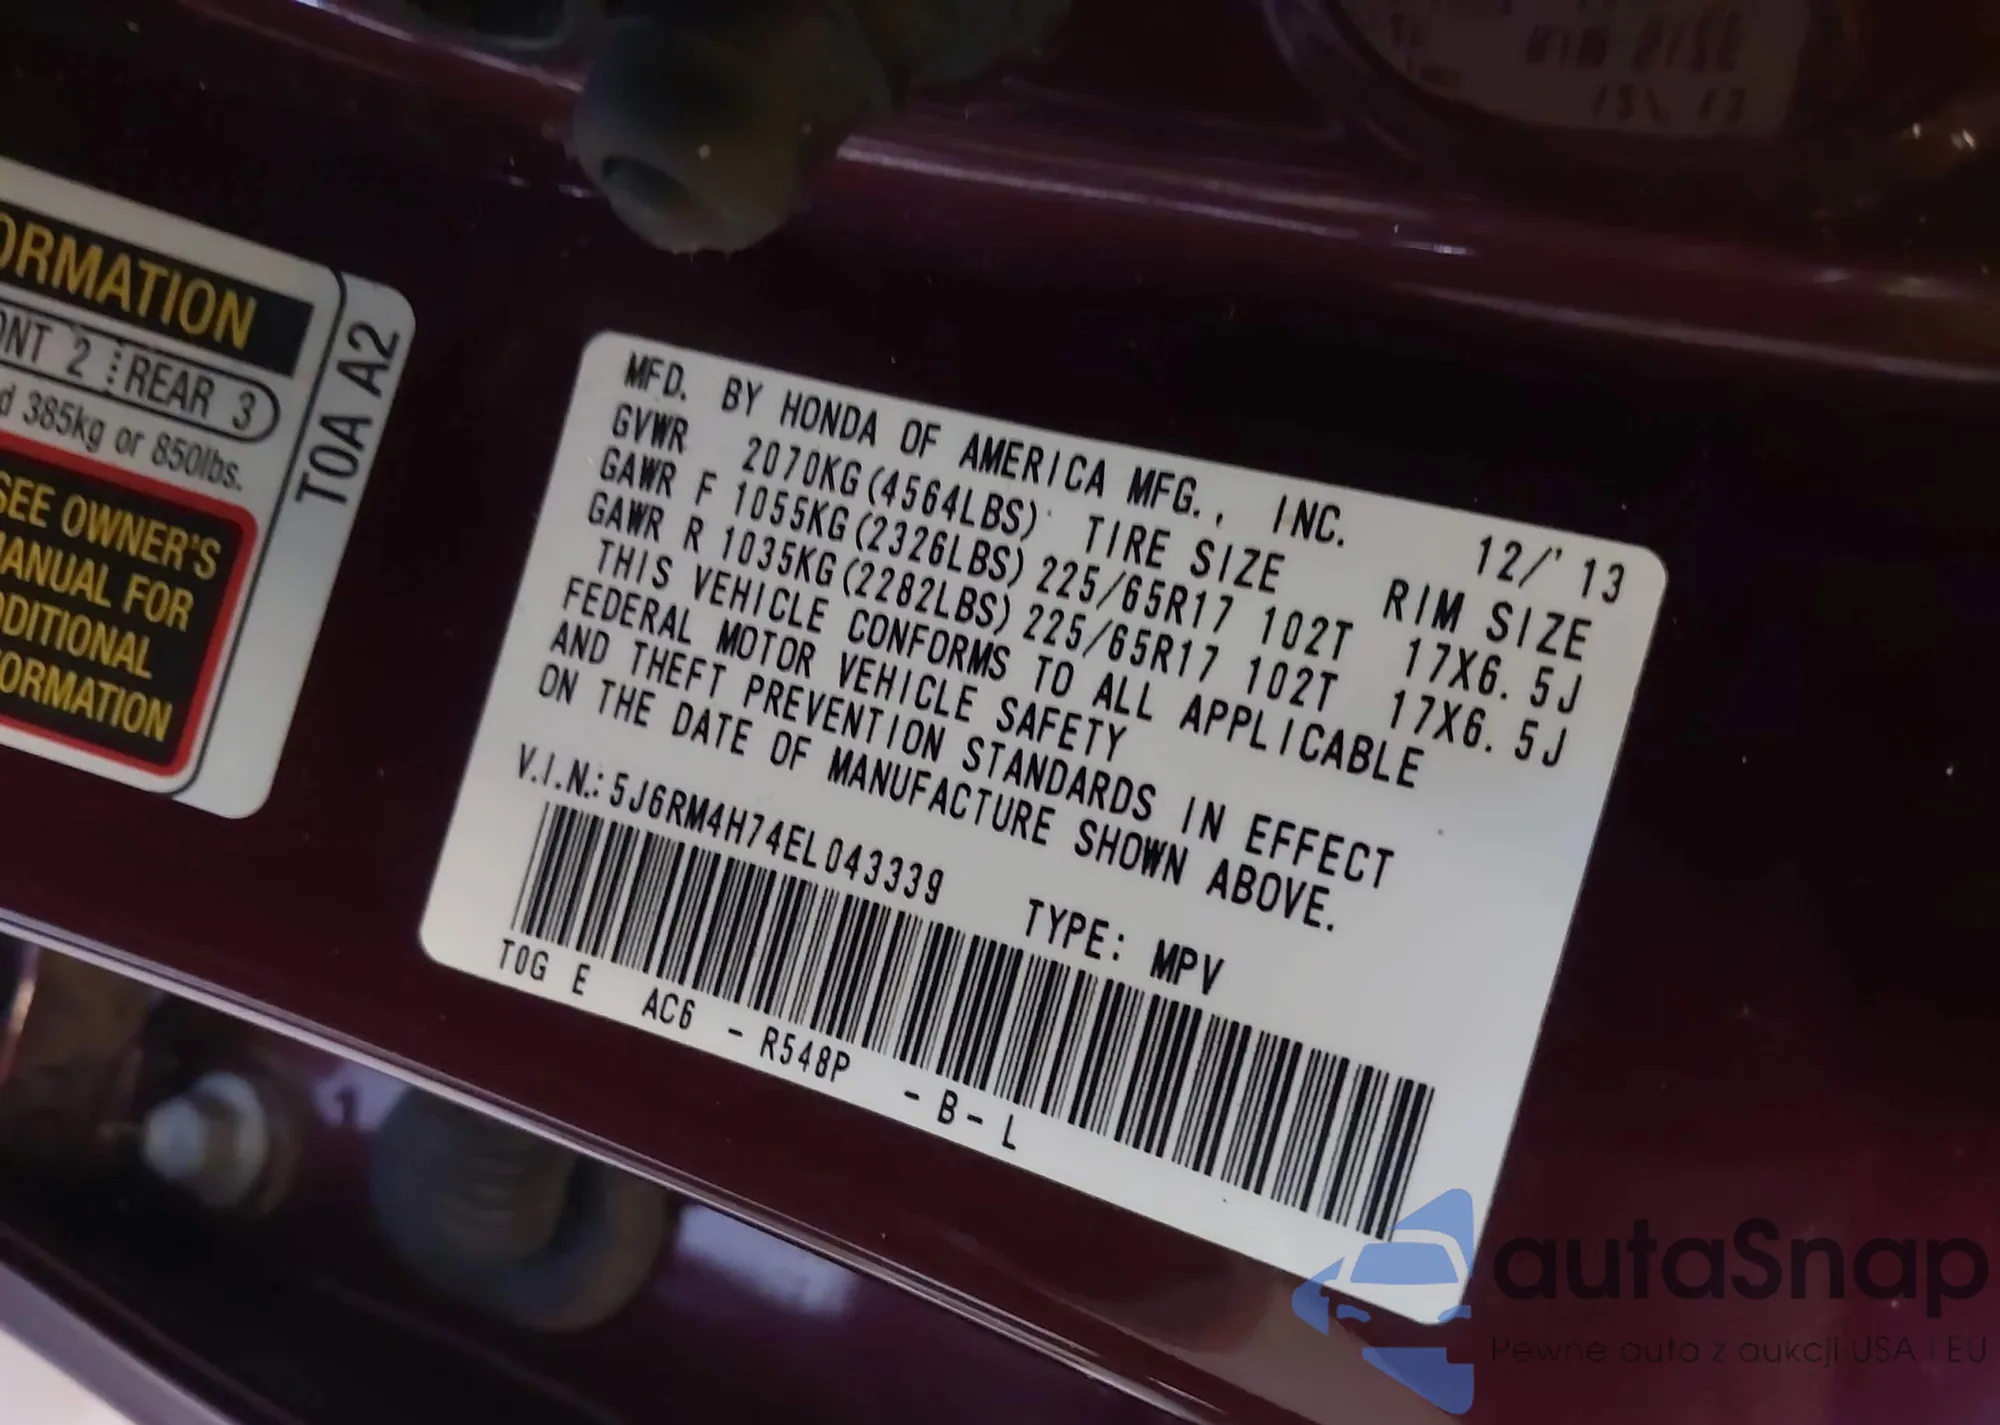 ORMATION
ONT 2 REAR 3
d 385kg or 850lbs.
SEE OWNER'S
MANUAL FOR
DDITIONAL
FORMATION
T0A A2
MFD. BY HONDA OF AMERICA MFG., INC. 12/'13
GVWR 2070KG(4564LBS) TIRE SIZE RIM SIZE
GAWR F 1055KG(2326LBS) 225/65R17 102T 17X6.5J
GAWR R 1035KG(2282LBS) 225/65R17 102T 17X6.5J
THIS VEHICLE CONFORMS TO ALL APPLICABLE
FEDERAL MOTOR VEHICLE SAFETY
AND THEFT PREVENTION STANDARDS IN EFFECT
ON THE DATE OF MANUFACTURE SHOWN ABOVE.
V.I.N.: 5J6RM4H74EL043339 TYPE: MPV
T0G E AC6 - R548P - B - L
autaSnap
Pewne auta z aukcji USA i EU